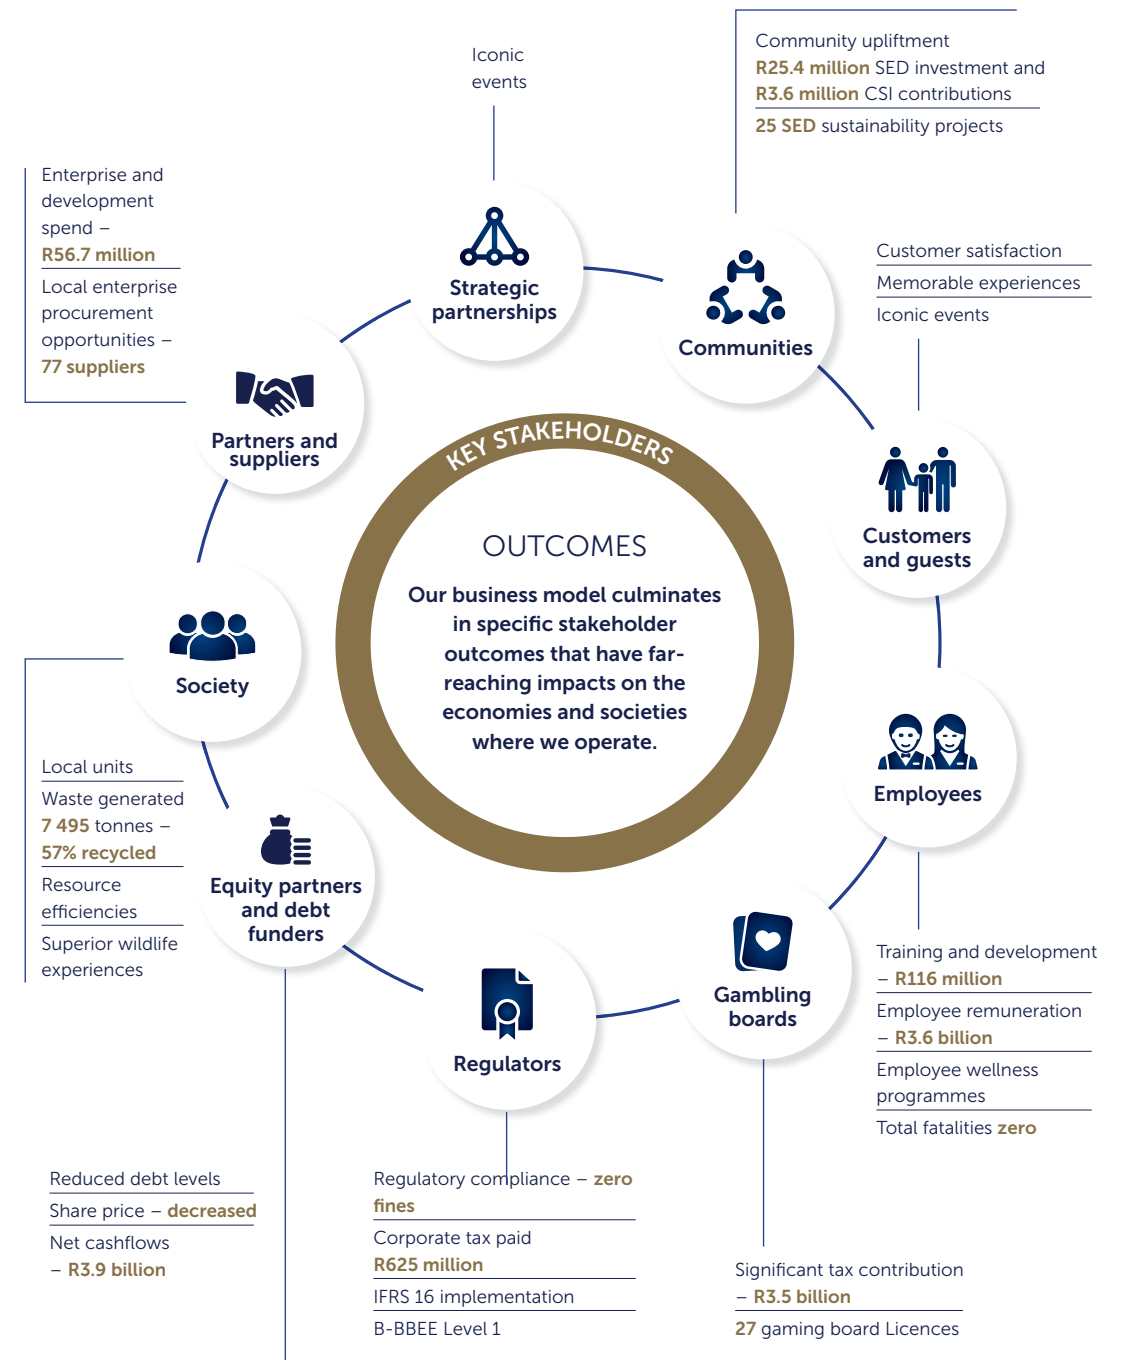 Iconic
events
Community upliftment
R25.4 million SED investment and
R3.6 million CSI contributions
25 SED sustainability projects
Enterprise and
development
spend –
R56.7 million
Local enterprise
procurement
opportunities –
77 suppliers
Customer satisfaction
Memorable experiences
Iconic events
Strategic
partnerships
Communities
Partners and
suppliers
Customers
and guests
KEY STAKEHOLDERS
OUTCOMES
Our business model culminates
in specific stakeholder
outcomes that have far-
reaching impacts on the
economies and societies
where we operate.
Society
Employees
Local units
Waste generated
7 495 tonnes –
57% recycled
Resource
efficiencies
Superior wildlife
experiences
Equity partners
and debt
funders
Regulators
Gambling
boards
Training and development
– R116 million
Employee remuneration
– R3.6 billion
Employee wellness
programmes
Total fatalities zero
Reduced debt levels
Share price – decreased
Net cashflows
– R3.9 billion
Regulatory compliance – zero
fines
Corporate tax paid
R625 million
IFRS 16 implementation
B-BBEE Level 1
Significant tax contribution
– R3.5 billion
27 gaming board Licences